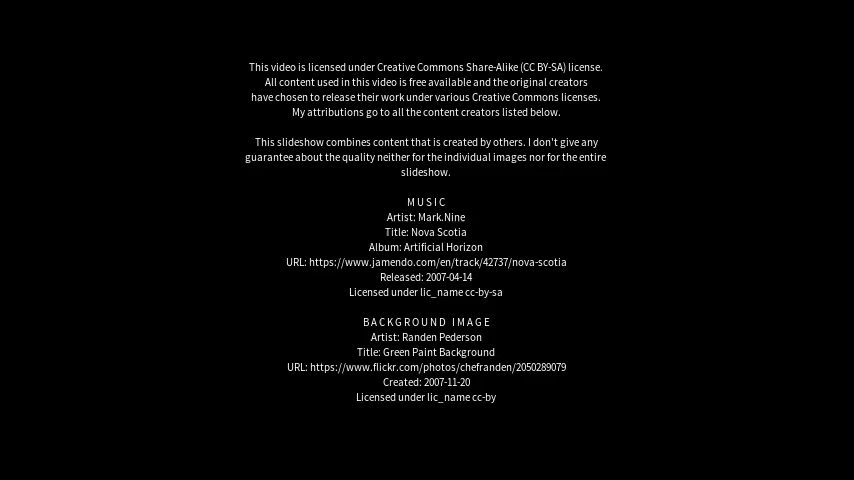 This video is licensed under Creative Commons Share-Alike (CC BY-SA) license.
All content used in this video is free available and the original creators
have chosen to release their work under various Creative Commons licenses.
My attributions go to all the content creators listed below.
This slideshow combines content that is created by others. I don't give any
guarantee about the quality neither for the individual images nor for the entire
slideshow.
MUSIC
Artist: Mark.Nine
Title: Nova Scotia
Album: Artificial Horizon
URL: https://www.jamendo.com/en/track/42737/nova-scotia
Released: 2007-04-14
Licensed under lic_name cc-by-sa
BACKGROUND IMAGE
Artist: Randen Pederson
Title: Green Paint Background
URL: https://www.flickr.com/photos/chefranden/2050289079
Created: 2007-11-20
Licensed under lic_name cc-by